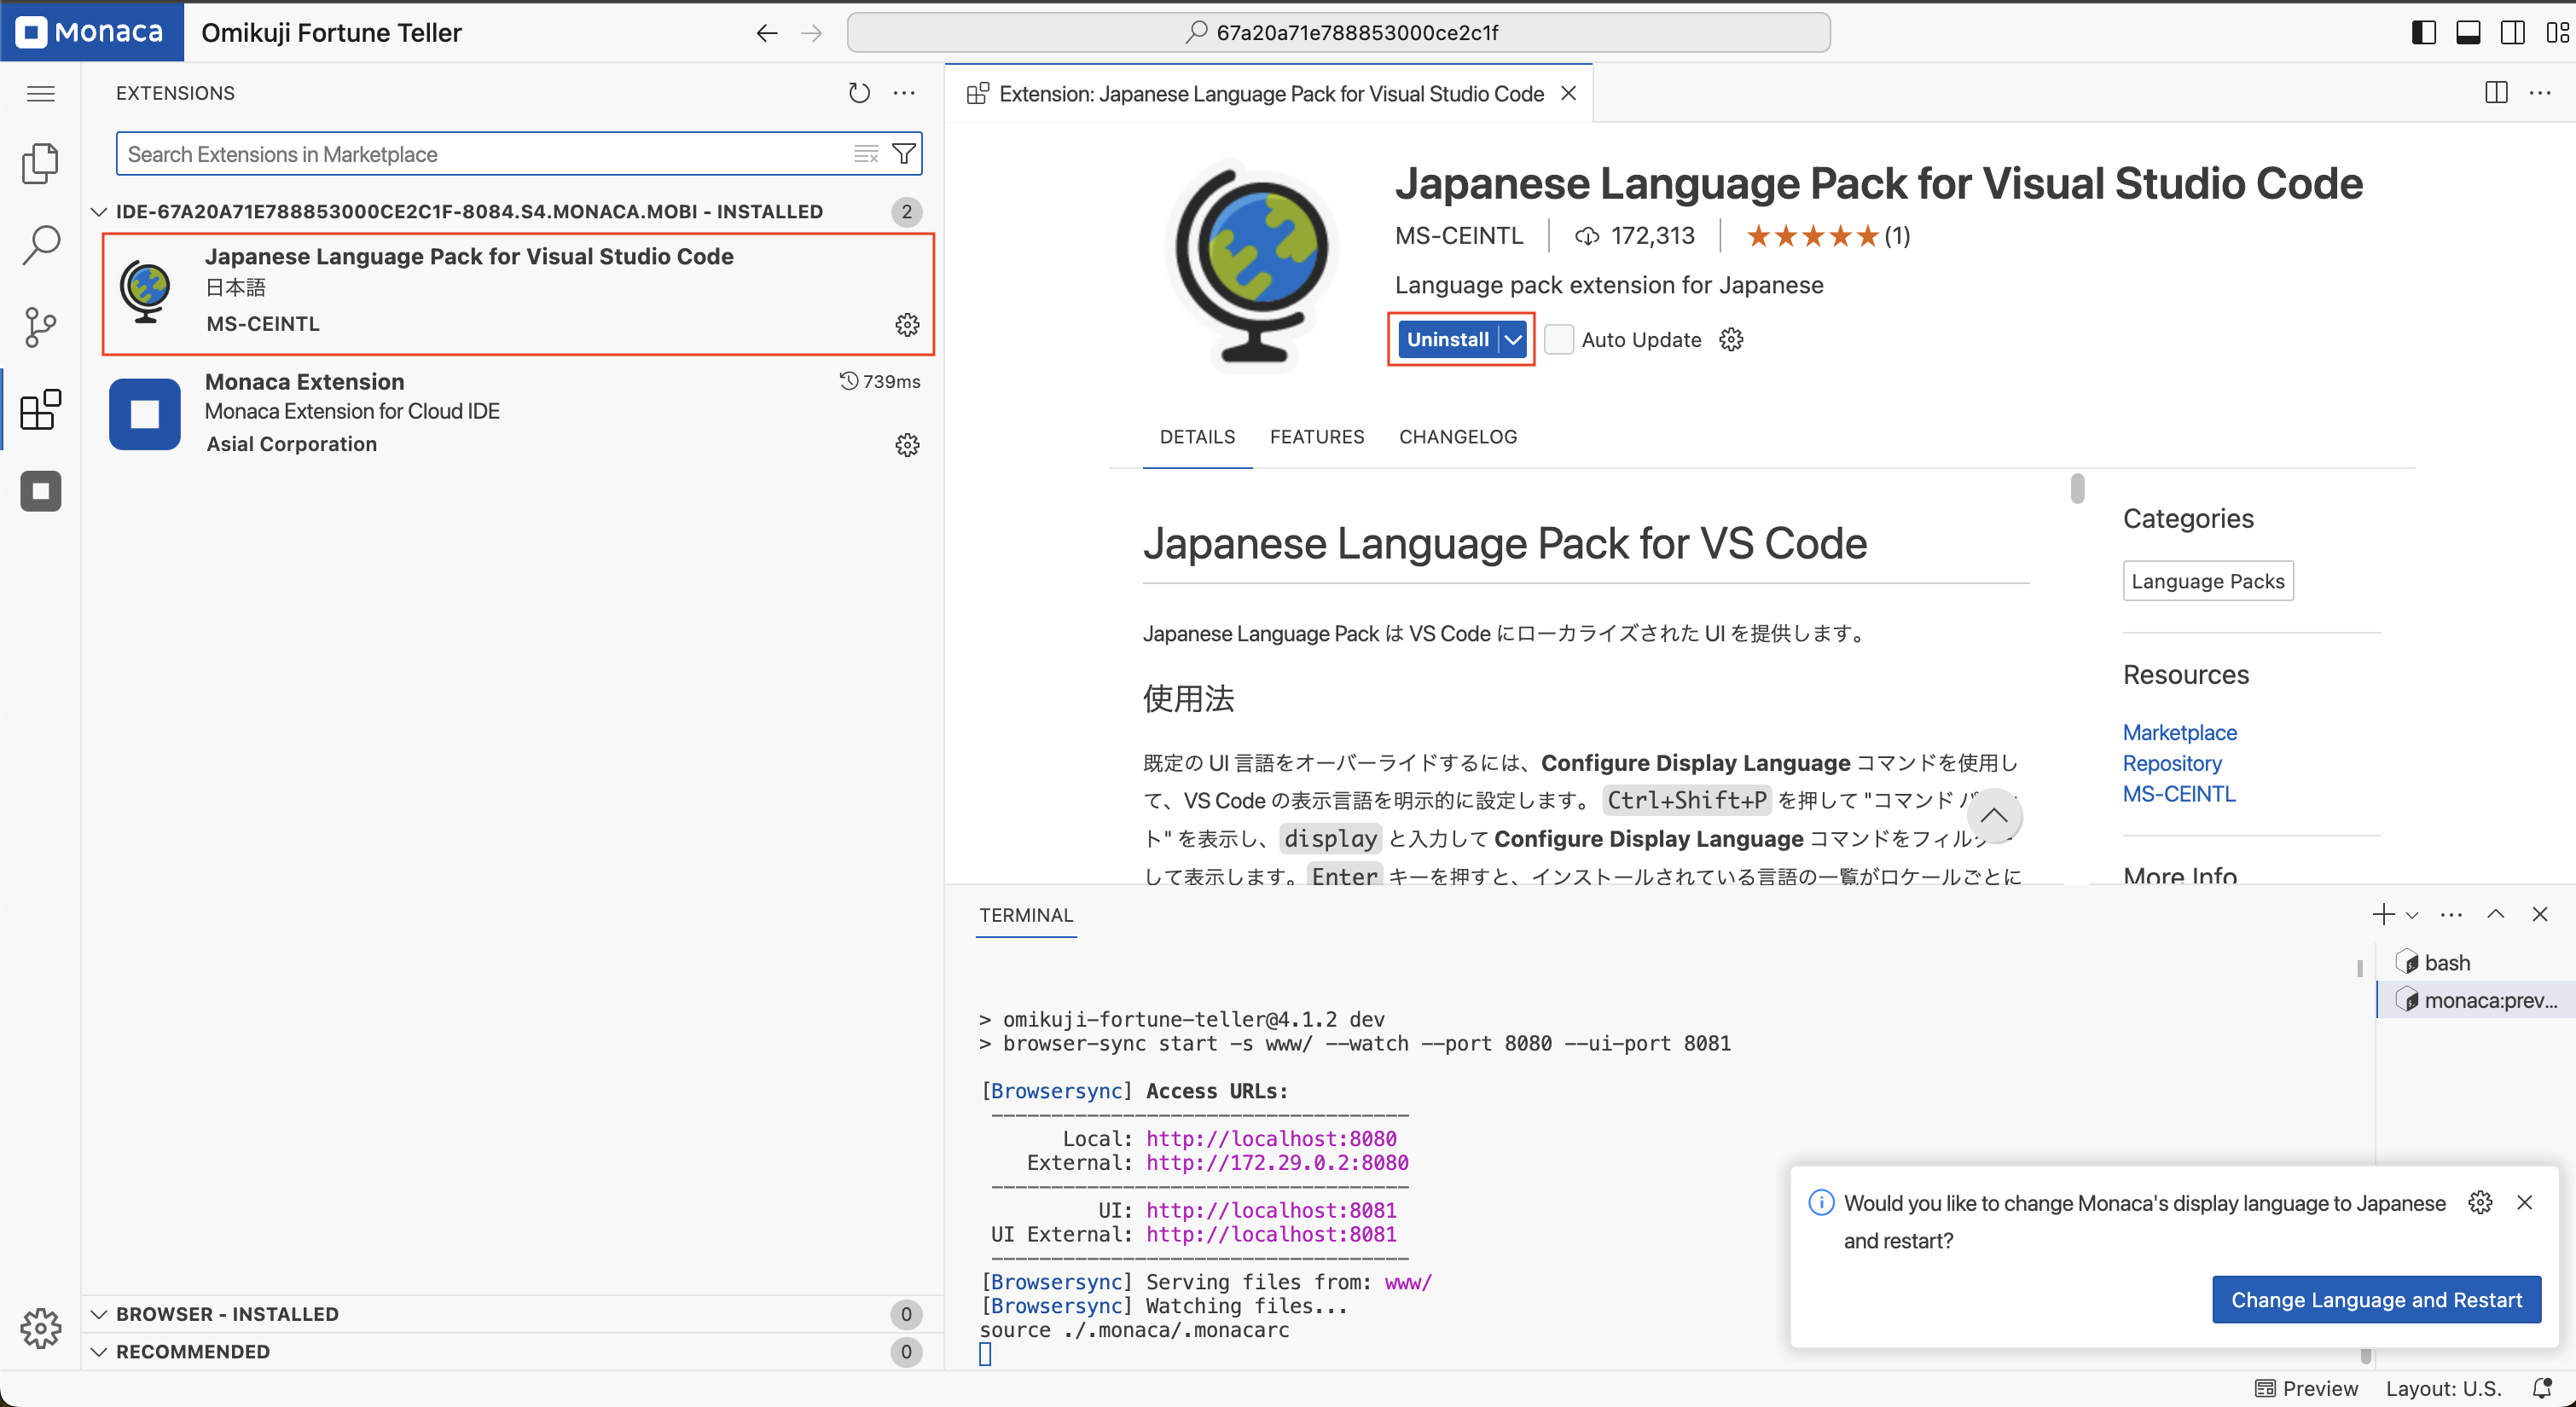 Monaca
Omikuji Fortune Teller
67a20a71e788853000ce2c1f
EXTENSIONS
Search Extensions in Marketplace
IDE-67A20A71E788853000CE2C1F-8084.S4.MONACA.MOBI - INSTALLED
2
Japanese Language Pack for Visual Studio Code
日本語
MS-CEINTL
Monaca Extension
739ms
Monaca Extension for Cloud IDE
Asial Corporation
BROWSER - INSTALLED
0
RECOMMENDED
0
Extension: Japanese Language Pack for Visual Studio Code
Japanese Language Pack for Visual Studio Code
MS-CEINTL
172,313
(1)
Language pack extension for Japanese
Uninstall
Auto Update
DETAILS
FEATURES
CHANGELOG
Japanese Language Pack for VS Code
Japanese Language Pack は VS Code にローカライズされた UI を提供します。
使用法
既定の UI 言語をオーバーライドするには、Configure Display Language コマンドを使用し
て、VS Code の表示言語を明示的に設定します。 Ctrl+Shift+P を押して "コマンド
ト" を表示し、 display と入力して Configure Display Language コマンドをフィル
して表示します。 Enter キーを押すと、インストールされている言語の一覧がロケールごとに
Categories
Language Packs
Resources
Marketplace
Repository
MS-CEINTL
More Info
TERMINAL
bash
monaca:prev...
> omikuji-fortune-teller@4.1.2 dev
> browser-sync start -s www/ --watch --port 8080 --ui-port 8081
[Browsersync] Access URLs:
-----------------------------------
Local: http://localhost:8080
External: http://172.29.0.2:8080
-----------------------------------
UI: http://localhost:8081
UI External: http://localhost:8081
-----------------------------------
[Browsersync] Serving files from: www/
[Browsersync] Watching files...
source ./.monaca/.monacarc
Would you like to change Monaca's display language to Japanese
and restart?
Change Language and Restart
Preview
Layout: U.S.